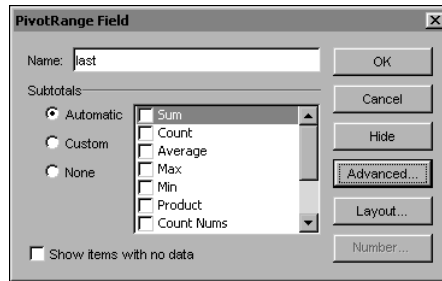 PivotRange Field
Name: last
OK
Subtotals
Cancel
Automatic
Custom
None
Sum
Count
Average
Max
Min
Product
Count Nums
Hide
Advanced...
Layout...
Show items with no data
Number...